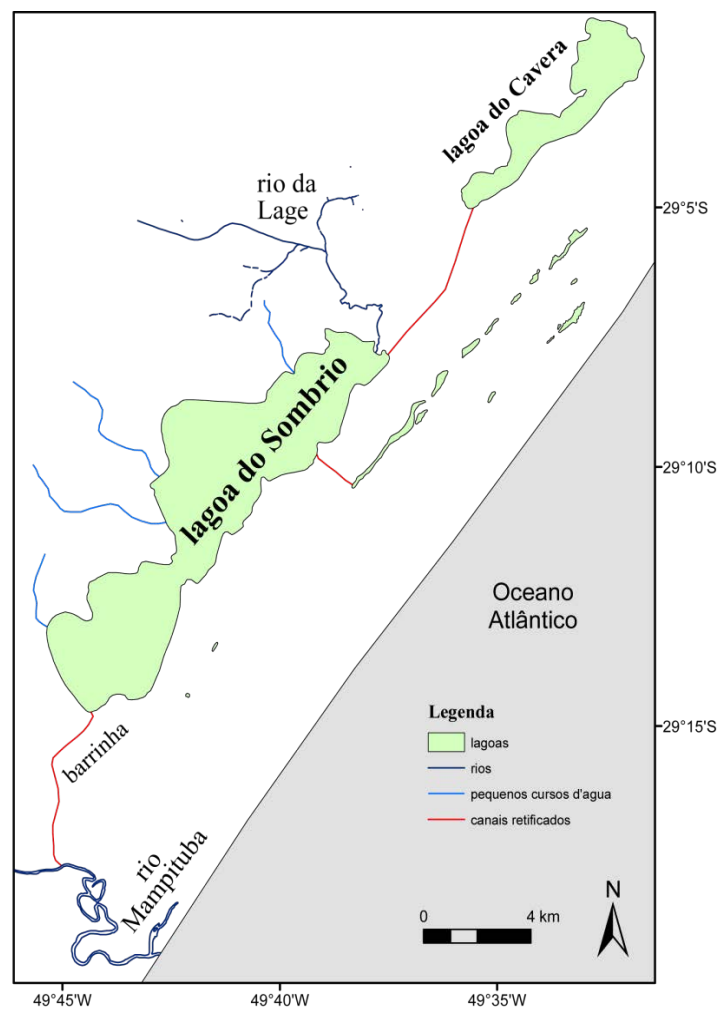 lagoa do Cavera
rio da
Lage
29°5'S
lagoa do Sombrio
29°10'S
Oceano
Atlântico
Legenda
lagoas
rios
pequenos cursos d'agua
canais retificados
29°15'S
barrinha
rio
Mampituba
0 4 km
N
49°45'W 49°40'W 49°35'W